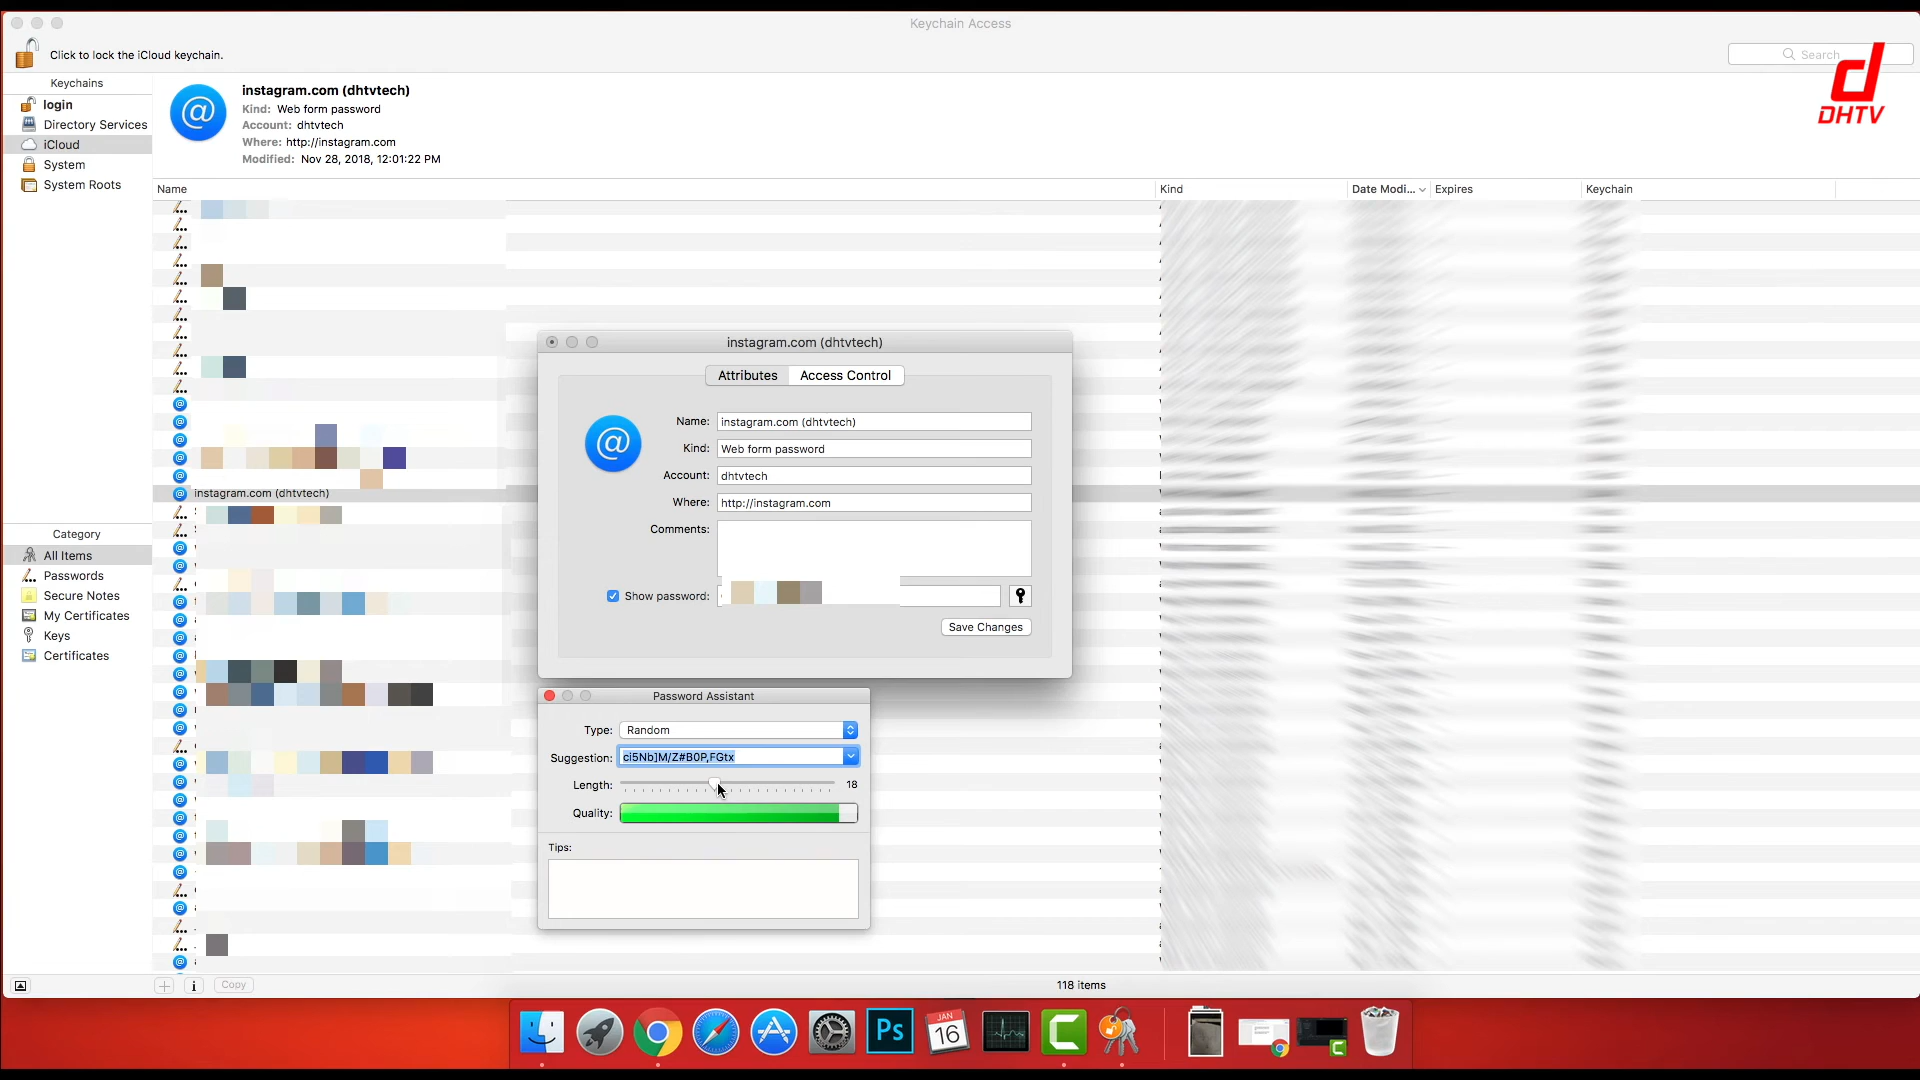 Keychain Access
Click to lock the iCloud keychain.
Search
DHTV
Keychains
login
Directory Services
iCloud
System
System Roots
instagram.com (dhtvtech)
Kind: Web form password
Account: dhtvtech
Where: http://instagram.com
Modified: Nov 28, 2018, 12:01:22 PM
Name
Kind
Date Modi...
Expires
Keychain
instagram.com (dhtvtech)
instagram.com (dhtvtech)
Attributes
Access Control
Name: instagram.com (dhtvtech)
Kind: Web form password
Account: dhtvtech
Where: http://instagram.com
Comments:
Show password:
Save Changes
Category
All Items
Passwords
Secure Notes
My Certificates
Keys
Certificates
Password Assistant
Type: Random
Suggestion: ci5Nb]M/Z#B0P,FGtx
Length: 18
Quality:
Tips:
Copy
118 items
Ps
JAN
16